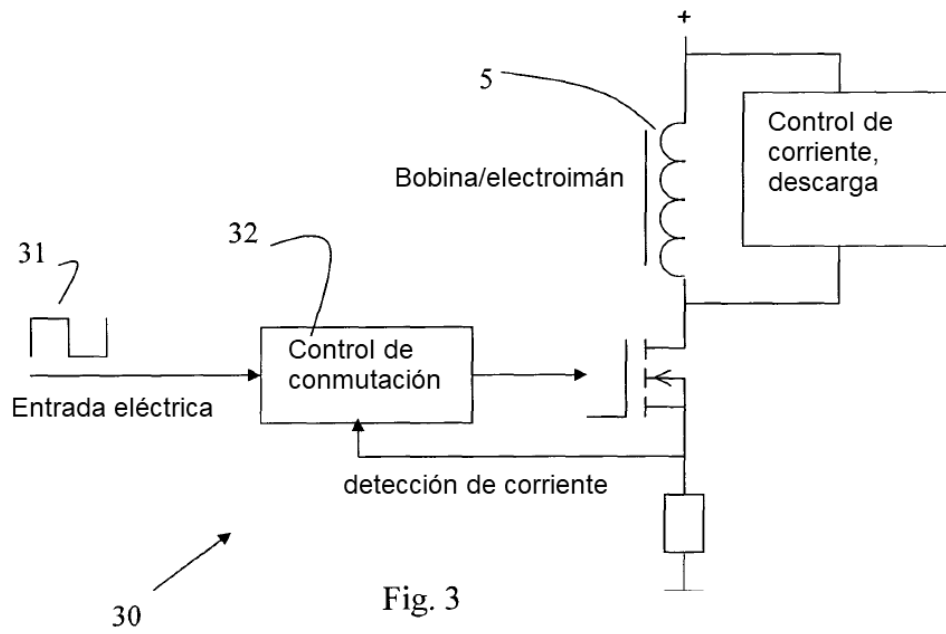 +
5
Control de
corriente,
descarga
Bobina/electroimán
32
31
Control de
conmutación
Entrada eléctrica
detección de corriente
30
Fig. 3